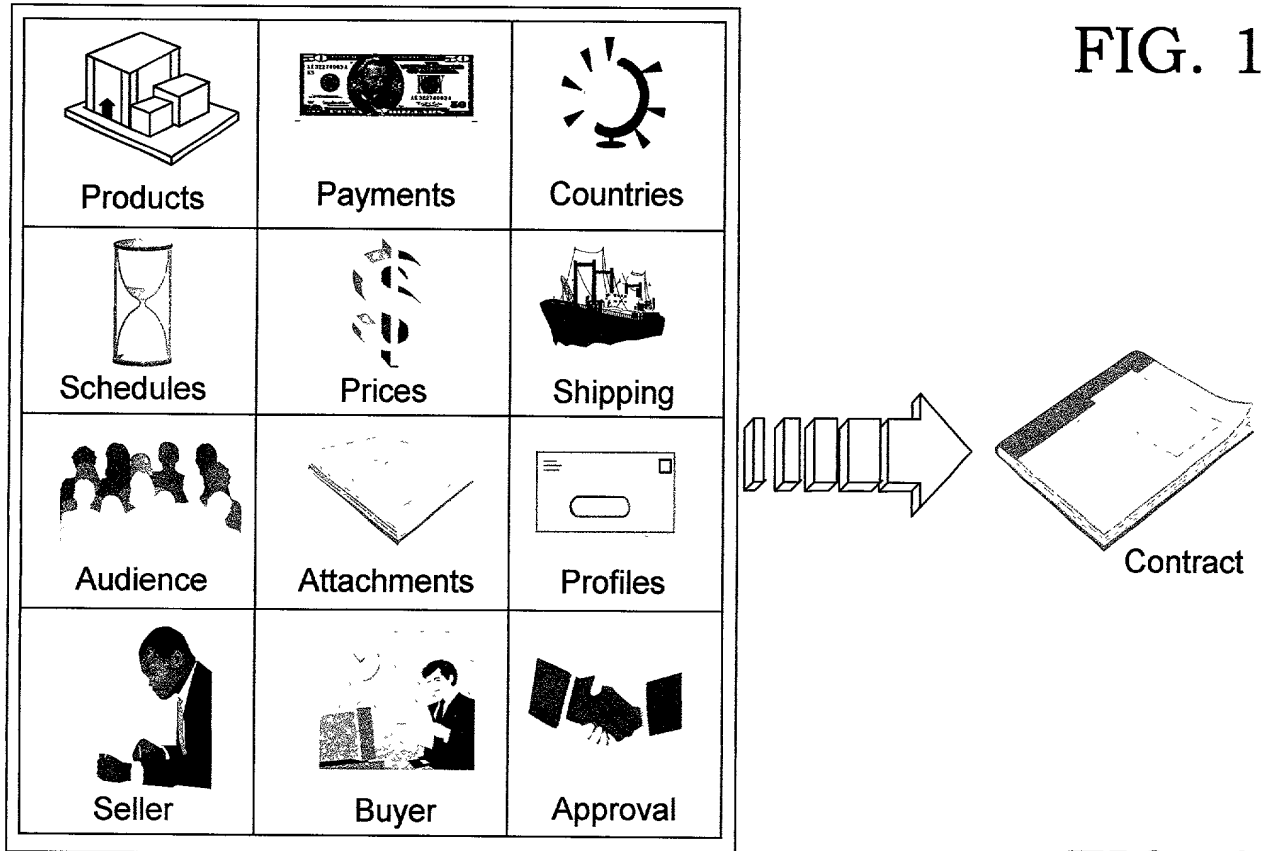 FIG. 1
Products
Payments
Countries
Schedules
Prices
Shipping
Audience
Attachments
Profiles
Contract
Seller
Buyer
Approval